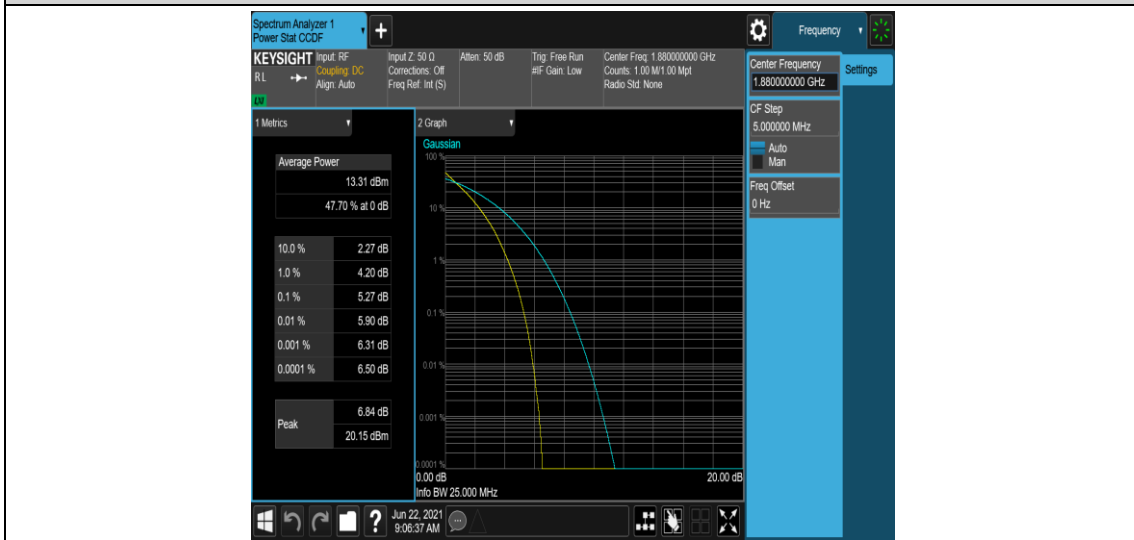 Spectrum Analyzer 1
Power Stat CCDF
Frequency
KEYSIGHT
RL
Input: RF
Coupling: DC
Align: Auto
Input Z: 50 Ω
Corrections: Off
Freq Ref: Int (S)
Atten: 50 dB
Trig: Free Run
#IF Gain: Low
Center Freq: 1.880000000 GHz
Counts: 1.00 M/1.00 Mpt
Radio Std: None
Center Frequency
1.880000000 GHz
Settings
CF Step
5.000000 MHz
Auto
Man
Freq Offset
0 Hz
1 Metrics
Average Power
13.31 dBm
47.70 % at 0 dB
10.0 % 2.27 dB
1.0 % 4.20 dB
0.1 % 5.27 dB
0.01 % 5.90 dB
0.001 % 6.31 dB
0.0001 % 6.50 dB
Peak
6.84 dB
20.15 dBm
2 Graph
Gaussian
100 %
10 %
1 %
0.1 %
0.01 %
0.001 %
0.0001 %
0.00 dB 20.00 dB
Info BW 25.000 MHz
Jun 22, 2021
9:06:37 AM